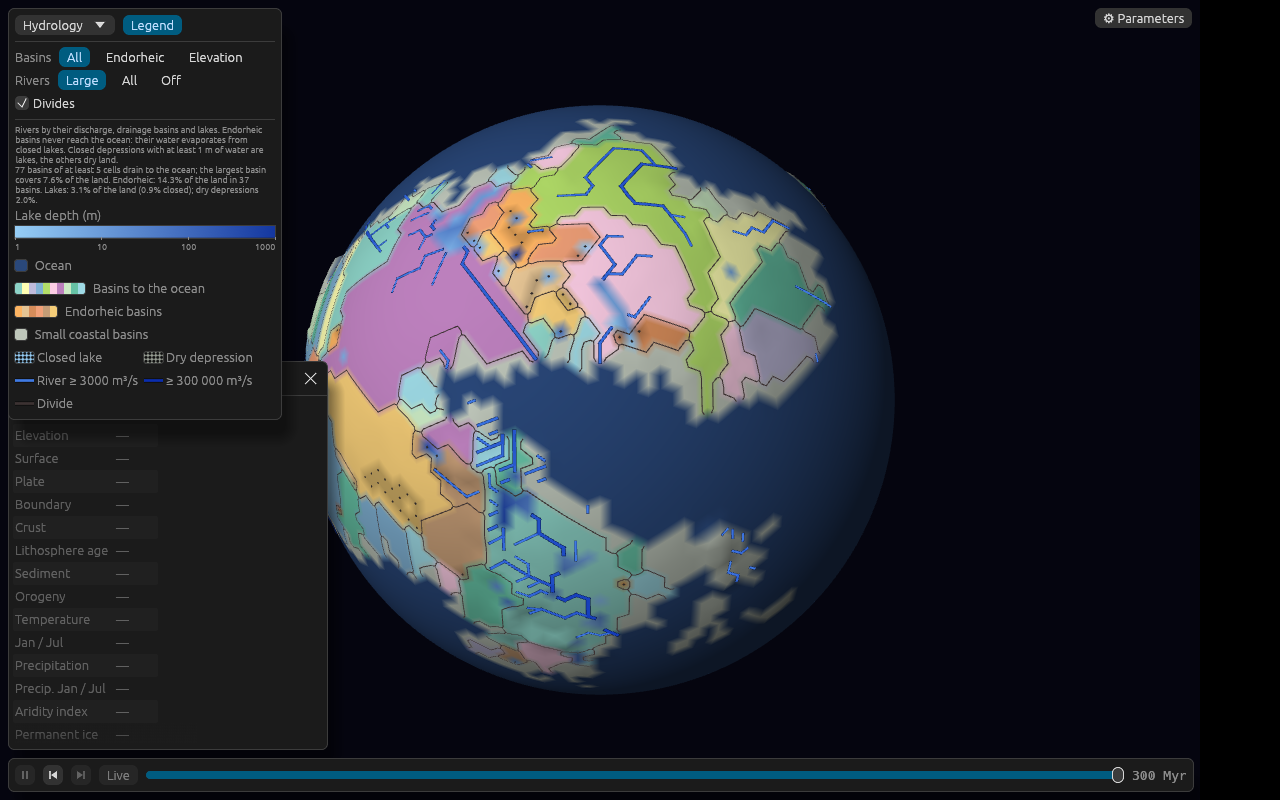 Hydrology Legend
⚙ Parameters
Basins All Endorheic Elevation
Rivers Large All Off
Divides
Rivers by their discharge, drainage basins and lakes. Endorheic
basins never reach the ocean: their water evaporates from
closed lakes. Closed depressions with at least 1 m of water are
lakes, the others dry land.
77 basins of at least 5 cells drain to the ocean; the largest basin
covers 7.6% of the land. Endorheic: 14.3% of the land in 37
basins. Lakes: 3.1% of the land (0.9% closed); dry depressions
2.0%.
Lake depth (m)
1 10 100 1000
Ocean
Basins to the ocean
Endorheic basins
Small coastal basins
Closed lake Dry depression
River ≥ 3000 m³/s ≥ 300 000 m³/s
Divide
Elevation —
Surface —
Plate —
Boundary —
Crust —
Lithosphere age —
Sediment —
Orogeny —
Temperature —
Jan / Jul —
Precipitation —
Precip. Jan / Jul —
Aridity index —
Permanent ice —
Live 300 Myr